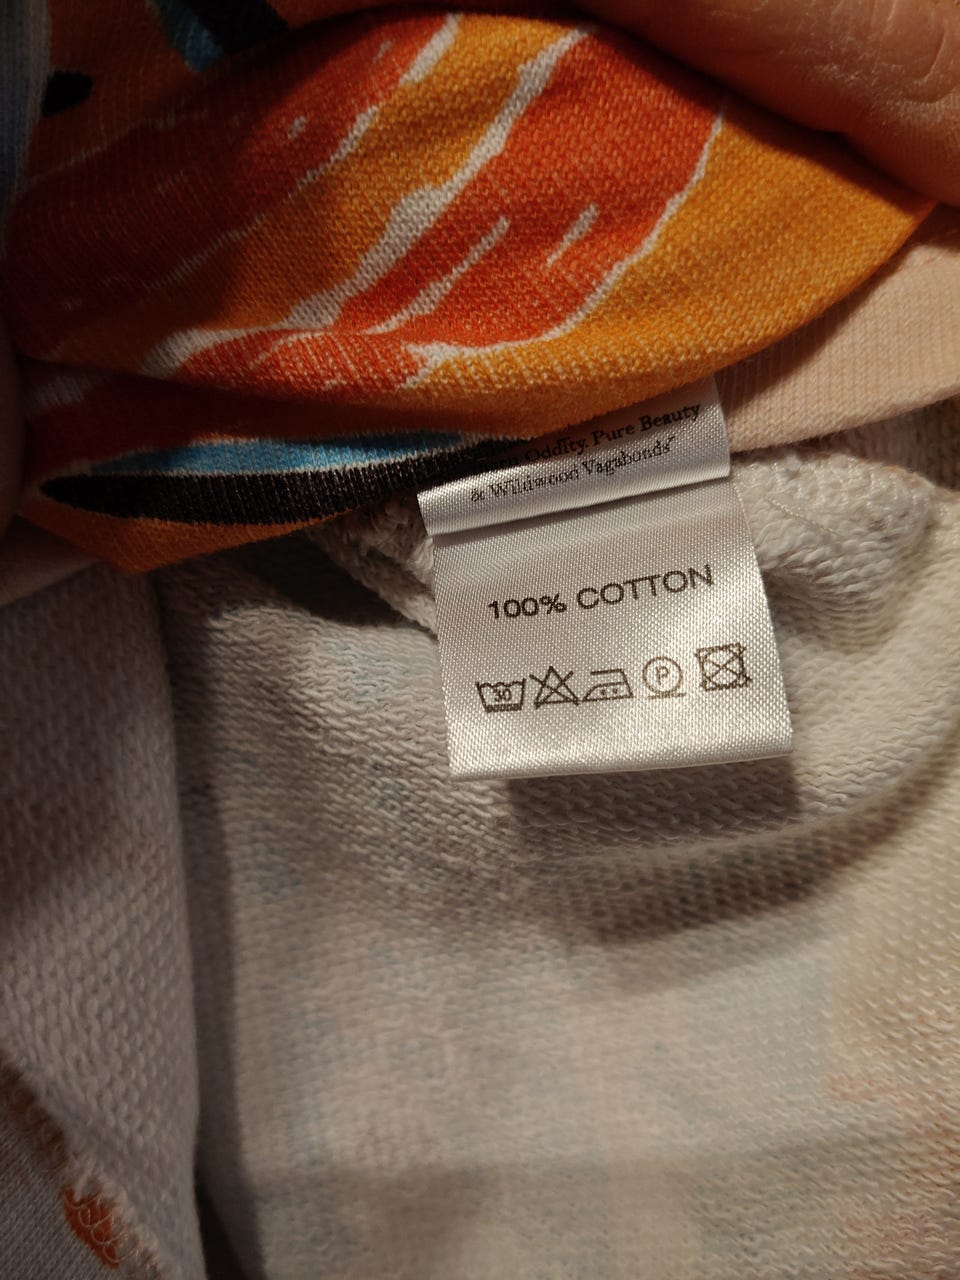 Oddity, Pure Beauty
& Wildwood Vagabonds"
100% COTTON
30 P